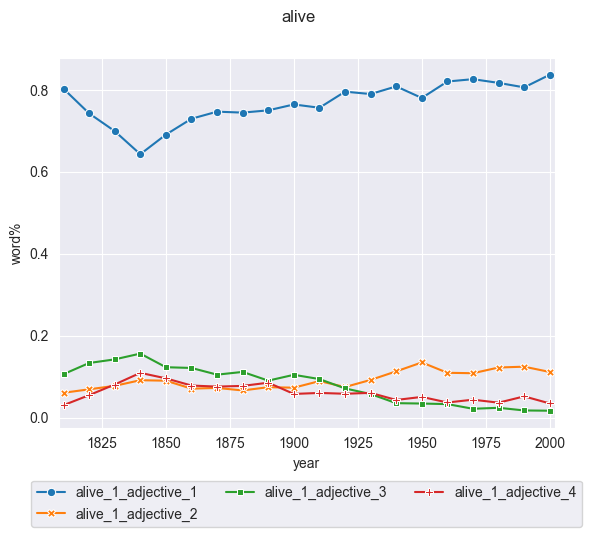 alive
0.8
0.6
0.4
0.2
0.0
word%
1825 1850 1875 1900 1925 1950 1975 2000
year
alive_1_adjective_1 alive_1_adjective_3 alive_1_adjective_4
alive_1_adjective_2